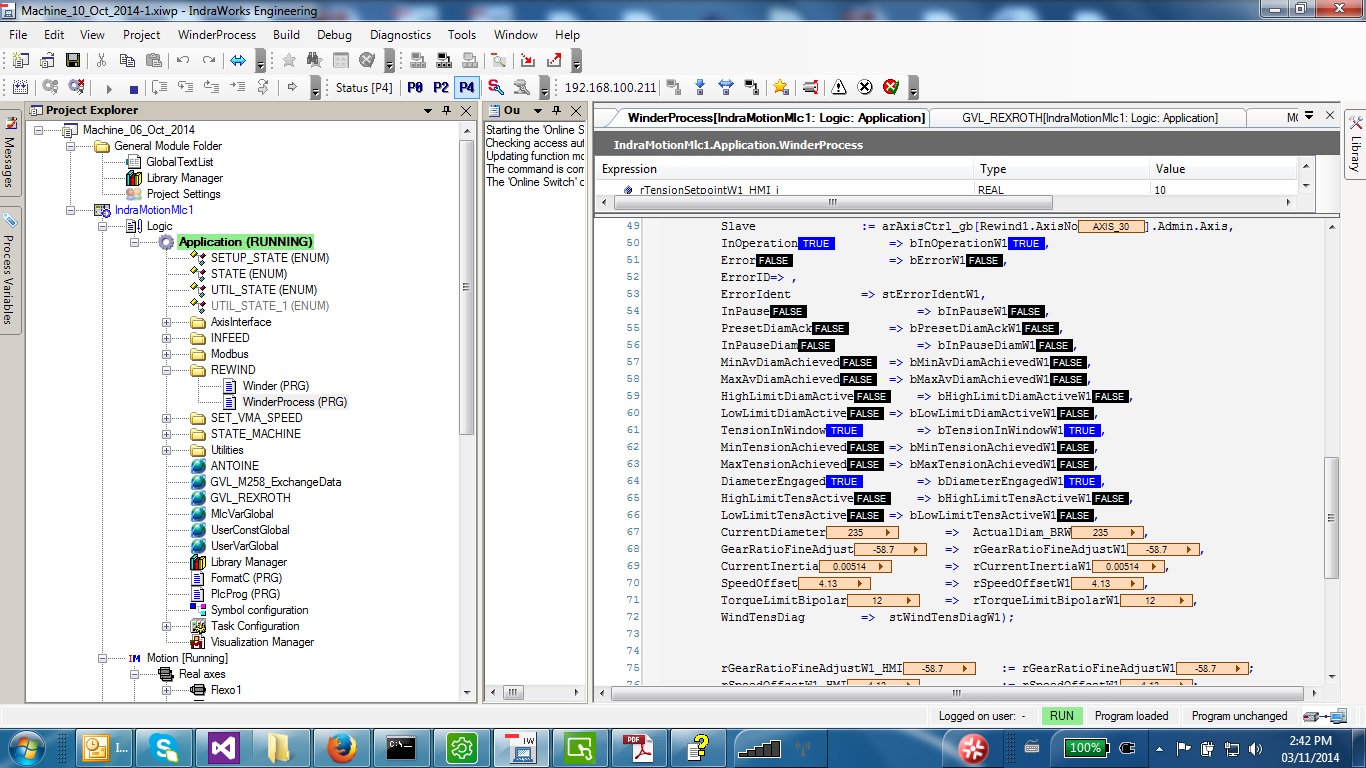 Machine_10_Oct_2014-1.xiwp - IndraWorks Engineering
File Edit View Project WinderProcess Build Debug Diagnostics Tools Window Help
Status [P4] P0 P2 P4 192.168.100.211
Messages
Process Variables
Project Explorer
Machine_06_Oct_2014
General Module Folder
GlobalTextList
Library Manager
Project Settings
IndraMotionMlc1
Logic
Application (RUNNING)
SETUP_STATE (ENUM)
STATE (ENUM)
UTIL_STATE (ENUM)
UTIL_STATE_1 (ENUM)
AxisInterface
INFEED
Modbus
REWIND
Winder (PRG)
WinderProcess (PRG)
SET_VMA_SPEED
STATE_MACHINE
Utilities
ANTOINE
GVL_M258_ExchangeData
GVL_REXROTH
MlcVarGlobal
UserConstGlobal
UserVarGlobal
Library Manager
FormatC (PRG)
PlcProg (PRG)
Symbol configuration
Task Configuration
Visualization Manager
IM Motion [Running]
Real axes
Flexo1
Ou
Starting the 'Online S
Checking access aut
Updating function mo
The command is com
The 'Online Switch' c
WinderProcess[IndraMotionMlc1: Logic: Application] GVL_REXROTH[IndraMotionMlc1: Logic: Application] MC
Library
IndraMotionMlc1.Application.WinderProcess
Expression Type Value
rTensionSetpointW1_HMI_i REAL 10
49 Slave := arAxisCtrl_gb[Rewind1.AxisNo AXIS_30 ].Admin.Axis,
50 InOperation TRUE => bInOperationW1 TRUE ,
51 Error FALSE => bErrorW1 FALSE ,
52 ErrorID=> ,
53 ErrorIdent => stErrorIdentW1,
54 InPause FALSE => bInPauseW1 FALSE ,
55 PresetDiamAck FALSE => bPresetDiamAckW1 FALSE ,
56 InPauseDiam FALSE => bInPauseDiamW1 FALSE ,
57 MinAvDiamAchieved FALSE => bMinAvDiamAchievedW1 FALSE ,
58 MaxAvDiamAchieved FALSE => bMaxAvDiamAchievedW1 FALSE ,
59 HighLimitDiamActive FALSE => bHighLimitDiamActiveW1 FALSE ,
60 LowLimitDiamActive FALSE => bLowLimitDiamActiveW1 FALSE ,
61 TensionInWindow TRUE => bTensionInWindowW1 TRUE ,
62 MinTensionAchieved FALSE => bMinTensionAchievedW1 FALSE ,
63 MaxTensionAchieved FALSE => bMaxTensionAchievedW1 FALSE ,
64 DiameterEngaged TRUE => bDiameterEngagedW1 TRUE ,
65 HighLimitTensActive FALSE => bHighLimitTensActiveW1 FALSE ,
66 LowLimitTensActive FALSE => bLowLimitTensActiveW1 FALSE ,
67 CurrentDiameter 235 => ActualDiam_BRW 235 ,
68 GearRatioFineAdjust -58.7 => rGearRatioFineAdjustW1 -58.7 ,
69 CurrentInertia 0.00514 => rCurrentInertiaW1 0.00514 ,
70 SpeedOffset 4.13 => rSpeedOffsetW1 4.13 ,
71 TorqueLimitBipolar 12 => rTorqueLimitBipolarW1 12 ,
72 WindTensDiag => stWindTensDiagW1);
73
74
75 rGearRatioFineAdjustW1_HMI -58.7 := rGearRatioFineAdjustW1 -58.7 ;
76 rSpeedOffsetW1_HMI 4.13 := rSpeedOffsetW1 4.13 ;
Logged on user: - RUN Program loaded Program unchanged
I... IW PDF 100% 2:42 PM
03/11/2014